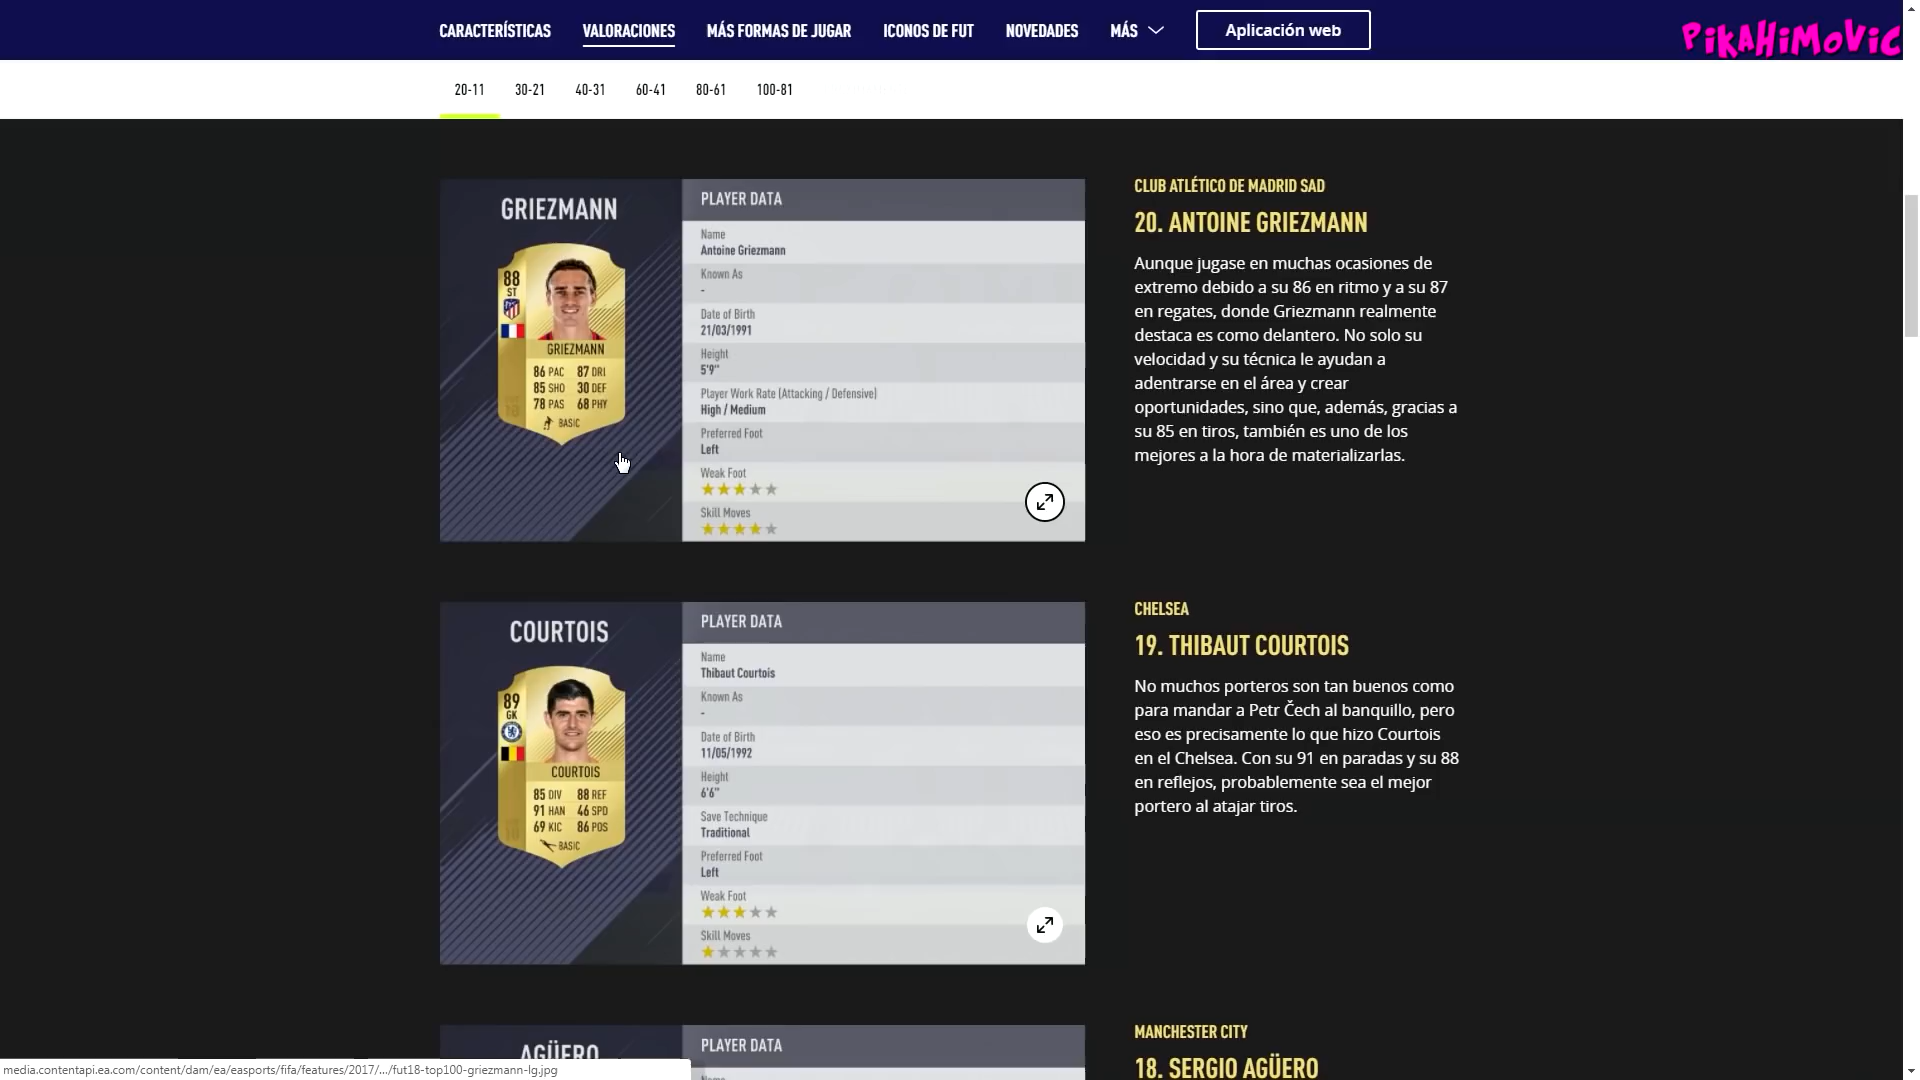 CARACTERÍSTICAS VALORACIONES MÁS FORMAS DE JUGAR ICONOS DE FUT NOVEDADES MÁS Aplicación web
PiKAHiMoViC
20-11 30-21 40-31 60-41 80-61 100-81
GRIEZMANN
88
ST
GRIEZMANN
86 PAC 87 DRI
85 SHO 30 DEF
78 PAS 68 PHY
BASIC
PLAYER DATA
Name
Antoine Griezmann
Known As
-
Date of Birth
21/03/1991
Height
5'9"
Player Work Rate (Attacking / Defensive)
High / Medium
Preferred Foot
Left
Weak Foot
Skill Moves
CLUB ATLÉTICO DE MADRID SAD
20. ANTOINE GRIEZMANN
Aunque jugase en muchas ocasiones de
extremo debido a su 86 en ritmo y a su 87
en regates, donde Griezmann realmente
destaca es como delantero. No solo su
velocidad y su técnica le ayudan a
adentrarse en el área y crear
oportunidades, sino que, además, gracias a
su 85 en tiros, también es uno de los
mejores a la hora de materializarlas.
COURTOIS
89
GK
COURTOIS
85 DIV 88 REF
91 HAN 46 SPD
69 KIC 86 POS
BASIC
PLAYER DATA
Name
Thibaut Courtois
Known As
-
Date of Birth
11/05/1992
Height
6'6"
Save Technique
Traditional
Preferred Foot
Left
Weak Foot
Skill Moves
CHELSEA
19. THIBAUT COURTOIS
No muchos porteros son tan buenos como
para mandar a Petr Čech al banquillo, pero
eso es precisamente lo que hizo Courtois
en el Chelsea. Con su 91 en paradas y su 88
en reflejos, probablemente sea el mejor
portero al atajar tiros.
AGÜERO
PLAYER DATA
Name
MANCHESTER CITY
18. SERGIO AGÜERO
media.contentapi.ea.com/content/dam/ea/easports/fifa/features/2017/.../fut18-top100-griezmann-lg.jpg